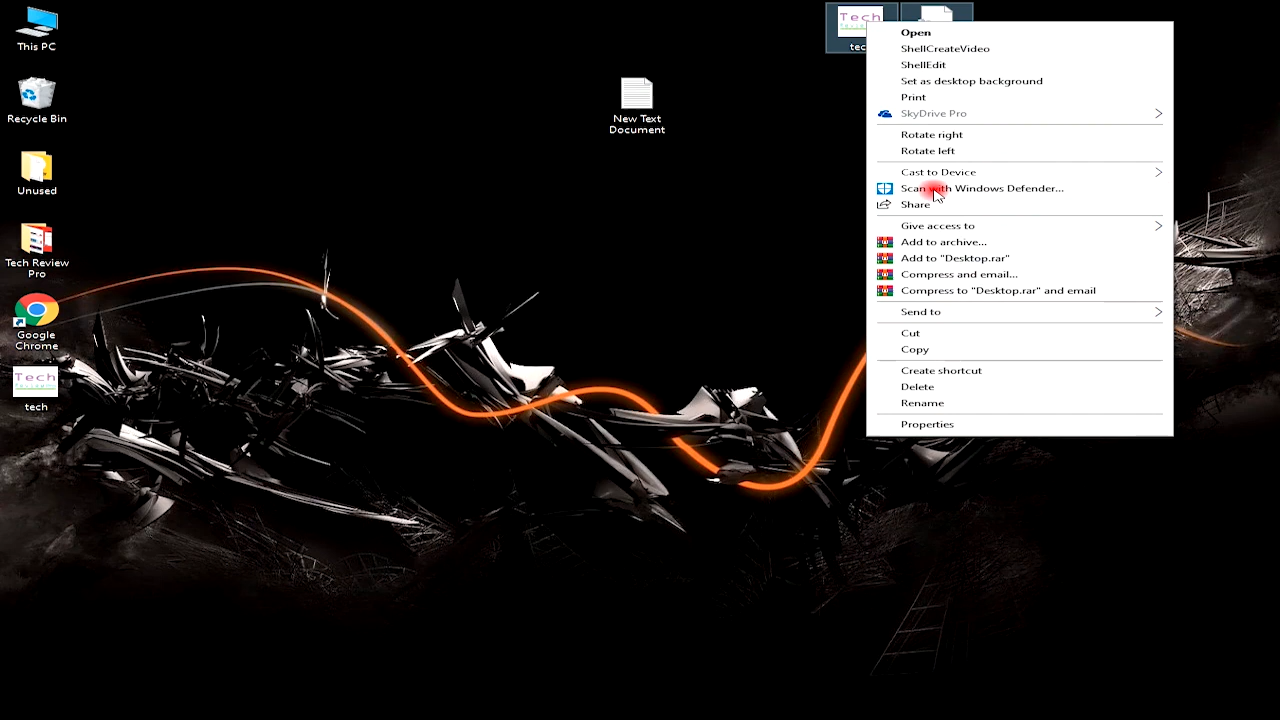 This PC
Recycle Bin
Unused
Tech Review
Pro
Google
Chrome
Tech
tech
New Text
Document
Tech
Open
ShellCreateVideo
ShellEdit
Set as desktop background
Print
SkyDrive Pro
Rotate right
Rotate left
Cast to Device
Scan with Windows Defender...
Share
Give access to
Add to archive...
Add to "Desktop.rar"
Compress and email...
Compress to "Desktop.rar" and email
Send to
Cut
Copy
Create shortcut
Delete
Rename
Properties